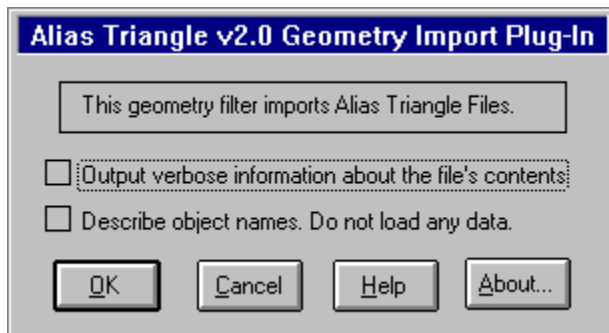 Alias Triangle v2.0 Geometry Import Plug-In
This geometry filter imports Alias Triangle Files.
Output verbose information about the file's contents
Describe object names. Do not load any data.
OK Cancel Help About...